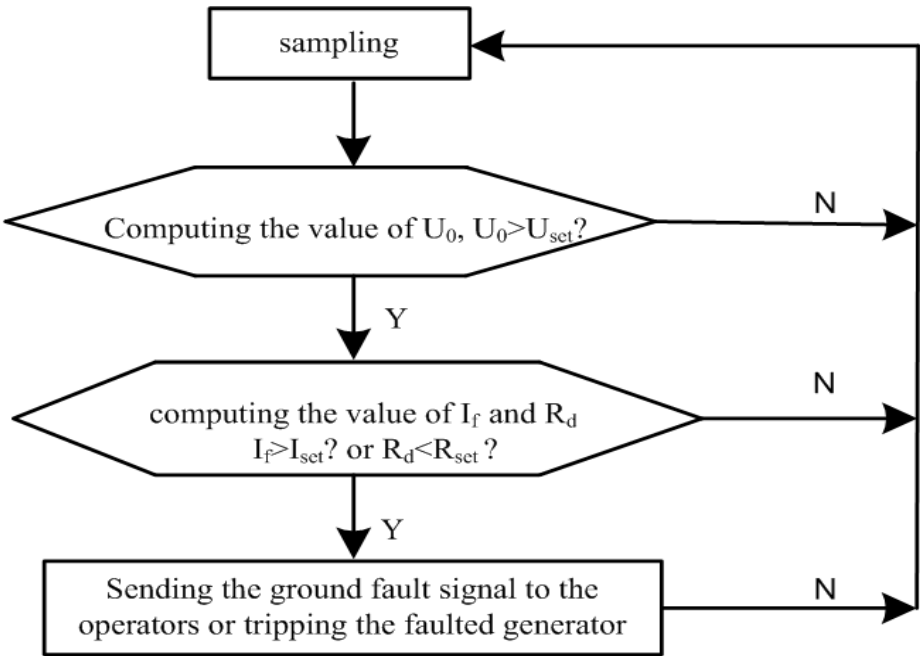 sampling
Computing the value of U₀, U₀>Uset?
N
Y
computing the value of If and Rd
If>Iset? or Rd<Rset ?
N
Y
Sending the ground fault signal to the
operators or tripping the faulted generator
N